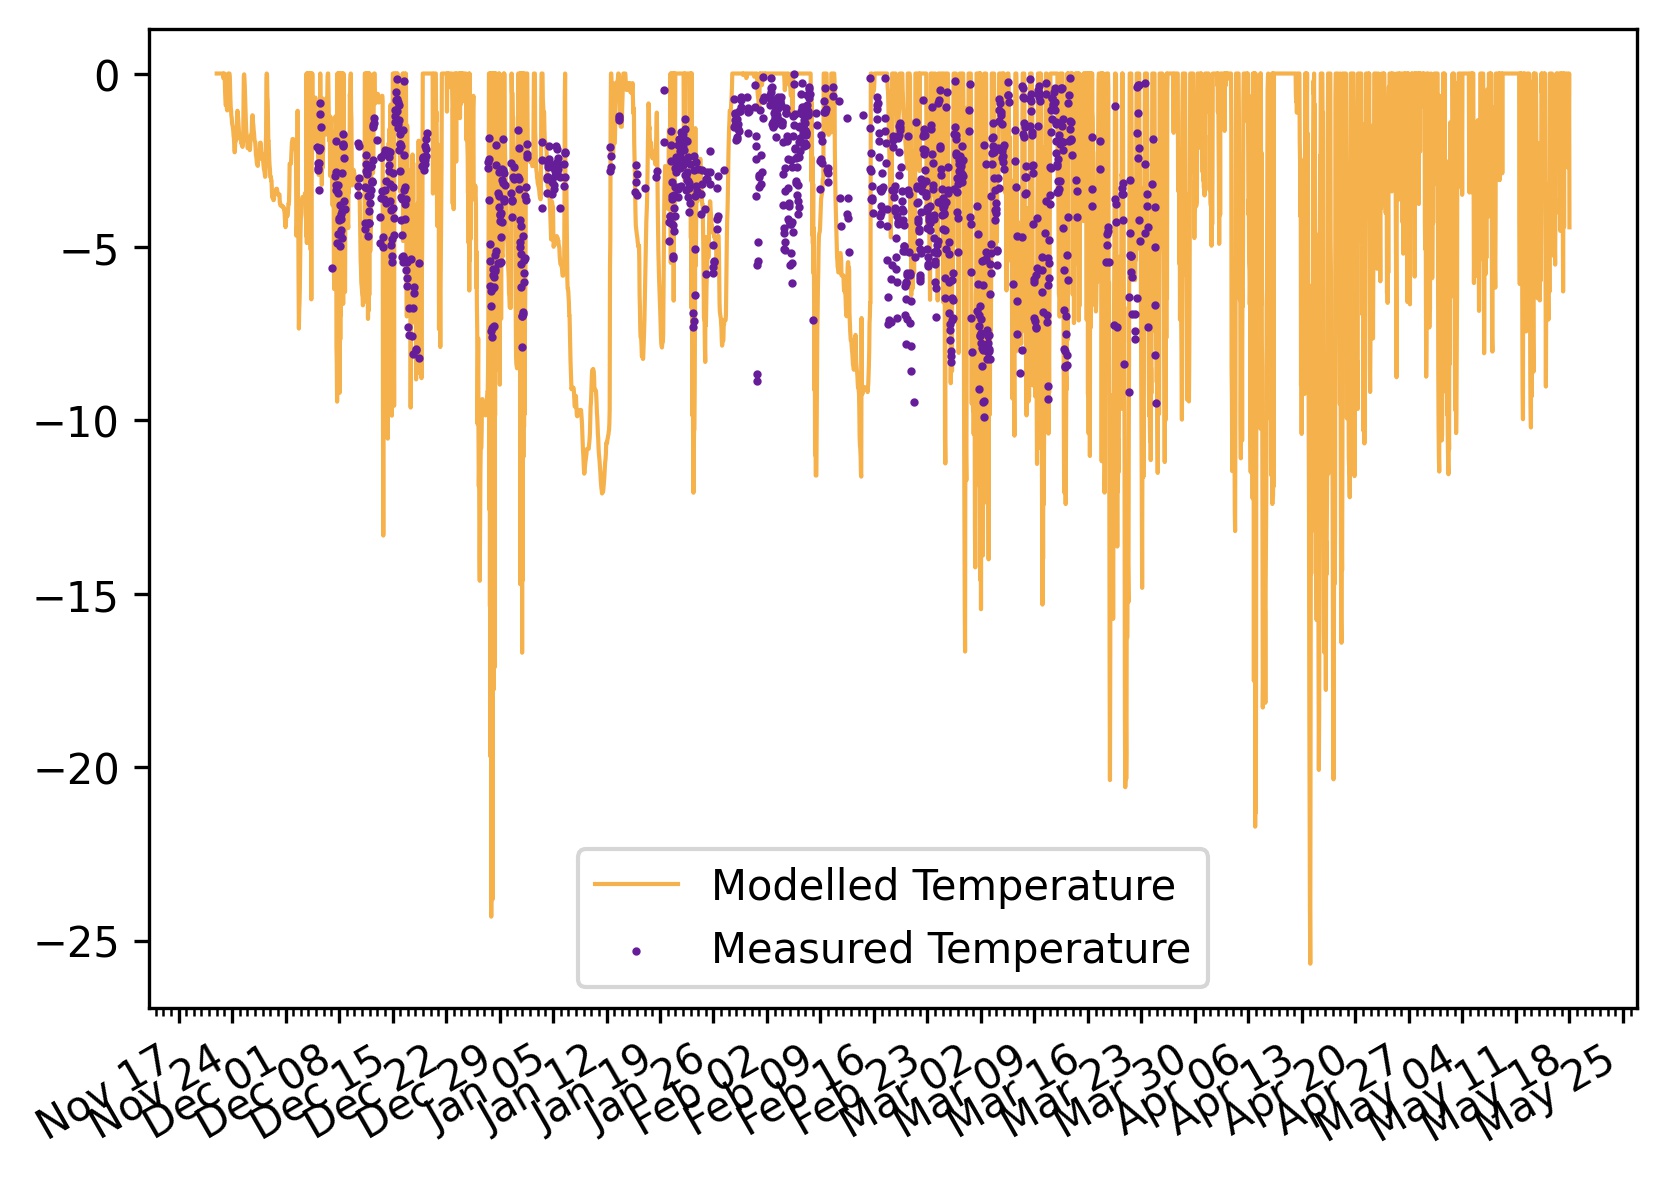 0
−5
−10
−15
−20
−25
Modelled Temperature
Measured Temperature
Nov 17
Nov 24
Dec 01
Dec 08
Dec 15
Dec 22
Dec 29
Jan 05
Jan 12
Jan 19
Jan 26
Feb 02
Feb 09
Feb 16
Feb 23
Mar 02
Mar 09
Mar 16
Mar 23
Mar 30
Apr 06
Apr 13
Apr 20
Apr 27
May 04
May 11
May 18
May 25